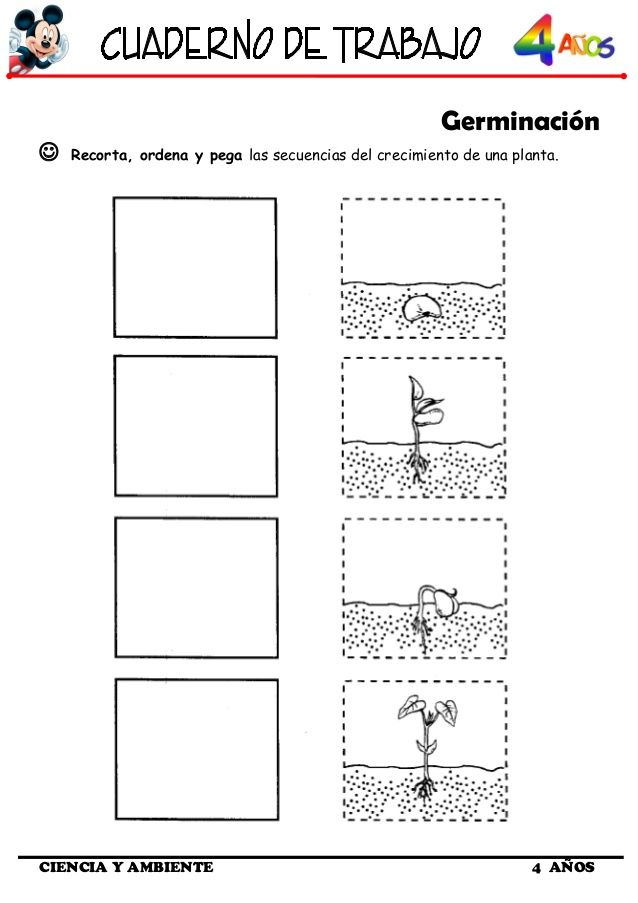 CUADERNO DE TRABAJO 4 AÑOS
Germinación
Recorta, ordena y pega las secuencias del crecimiento de una planta.
CIENCIA Y AMBIENTE 4 AÑOS